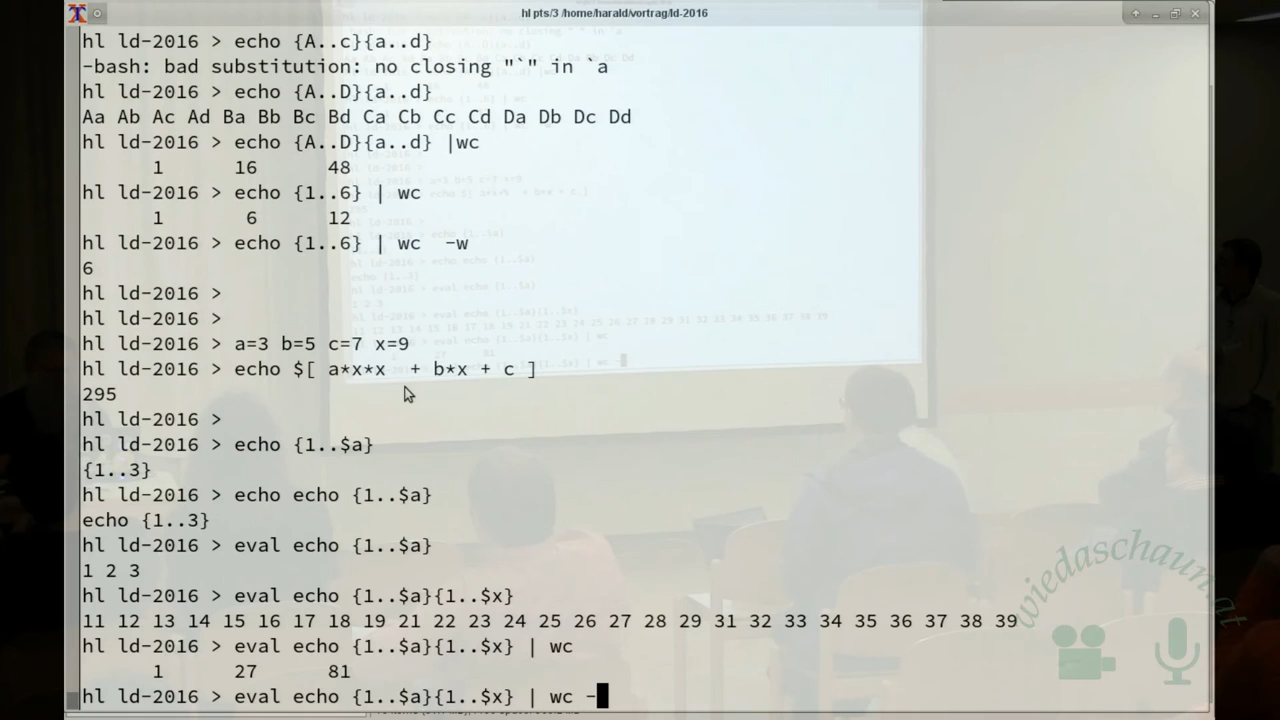 hl pts/3 /home/harald/vortrag/ld-2016
hl ld-2016 > echo {A..c}{a..d}
-bash: bad substitution: no closing "`" in `a
hl ld-2016 > echo {A..D}{a..d}
Aa Ab Ac Ad Ba Bb Bc Bd Ca Cb Cc Cd Da Db Dc Dd
hl ld-2016 > echo {A..D}{a..d} |wc
1 16 48
hl ld-2016 > echo {1..6} | wc
1 6 12
hl ld-2016 > echo {1..6} | wc -w
6
hl ld-2016 >
hl ld-2016 >
hl ld-2016 > a=3 b=5 c=7 x=9
hl ld-2016 > echo $[ a*x*x + b*x + c ]
295
hl ld-2016 >
hl ld-2016 > echo {1..$a}
{1..3}
hl ld-2016 > echo echo {1..$a}
echo {1..3}
hl ld-2016 > eval echo {1..$a}
1 2 3
hl ld-2016 > eval echo {1..$a}{1..$x}
11 12 13 14 15 16 17 18 19 21 22 23 24 25 26 27 28 29 31 32 33 34 35 36 37 38 39
hl ld-2016 > eval echo {1..$a}{1..$x} | wc
1 27 81
hl ld-2016 > eval echo {1..$a}{1..$x} | wc -
wiedaschaun.at